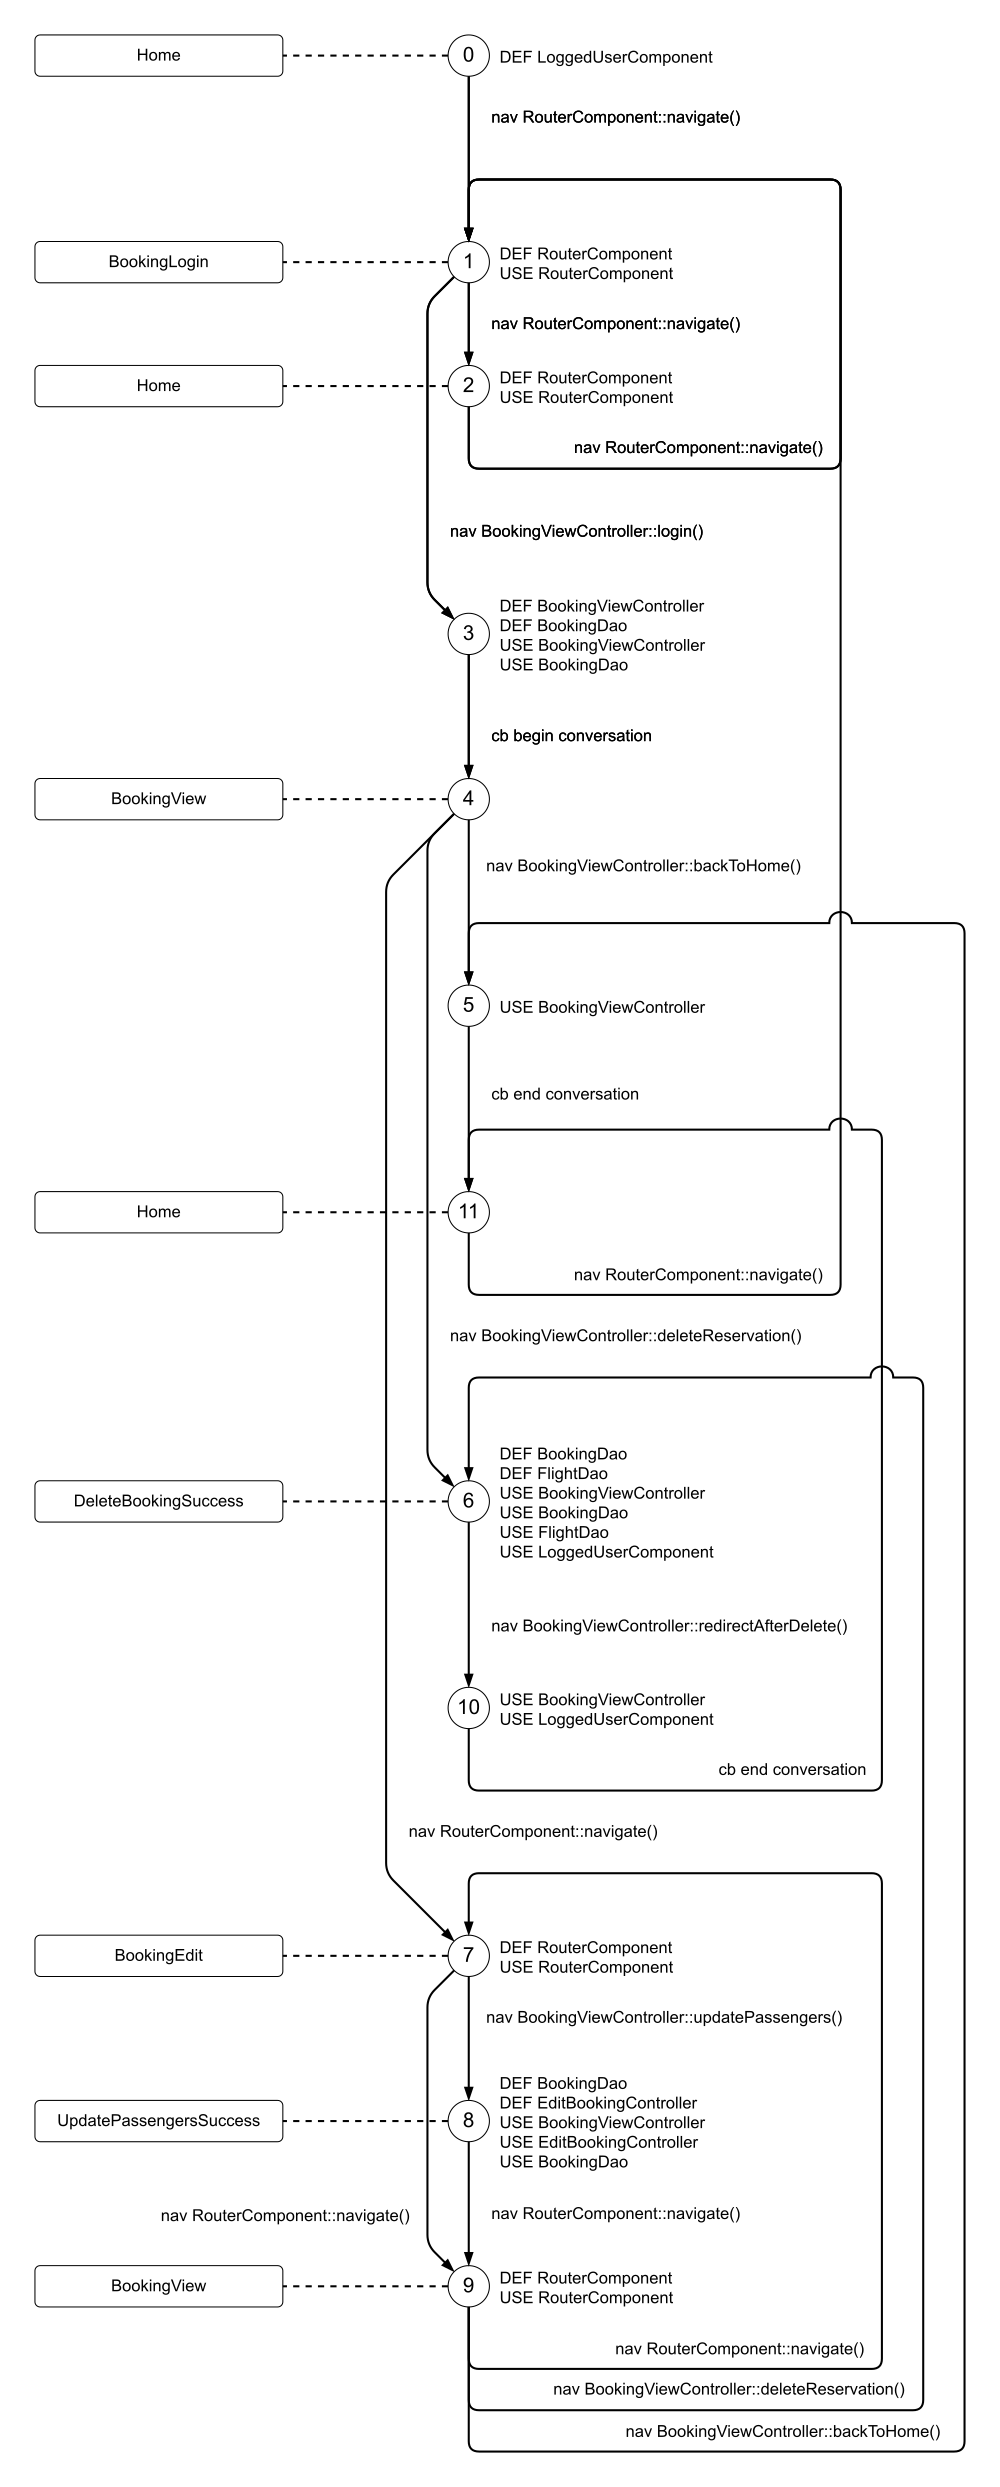 Home
0
DEF LoggedUserComponent
nav RouterComponent::navigate()
BookingLogin
1
DEF RouterComponent
USE RouterComponent
nav RouterComponent::navigate()
Home
2
DEF RouterComponent
USE RouterComponent
nav RouterComponent::navigate()
nav BookingViewController::login()
3
DEF BookingViewController
DEF BookingDao
USE BookingViewController
USE BookingDao
cb begin conversation
BookingView
4
nav BookingViewController::backToHome()
5
USE BookingViewController
cb end conversation
Home
11
nav RouterComponent::navigate()
nav BookingViewController::deleteReservation()
DeleteBookingSuccess
6
DEF BookingDao
DEF FlightDao
USE BookingViewController
USE BookingDao
USE FlightDao
USE LoggedUserComponent
nav BookingViewController::redirectAfterDelete()
10
USE BookingViewController
USE LoggedUserComponent
cb end conversation
nav RouterComponent::navigate()
BookingEdit
7
DEF RouterComponent
USE RouterComponent
nav BookingViewController::updatePassengers()
UpdatePassengersSuccess
8
DEF BookingDao
DEF EditBookingController
USE BookingViewController
USE EditBookingController
USE BookingDao
nav RouterComponent::navigate()
nav RouterComponent::navigate()
BookingView
9
DEF RouterComponent
USE RouterComponent
nav RouterComponent::navigate()
nav BookingViewController::deleteReservation()
nav BookingViewController::backToHome()